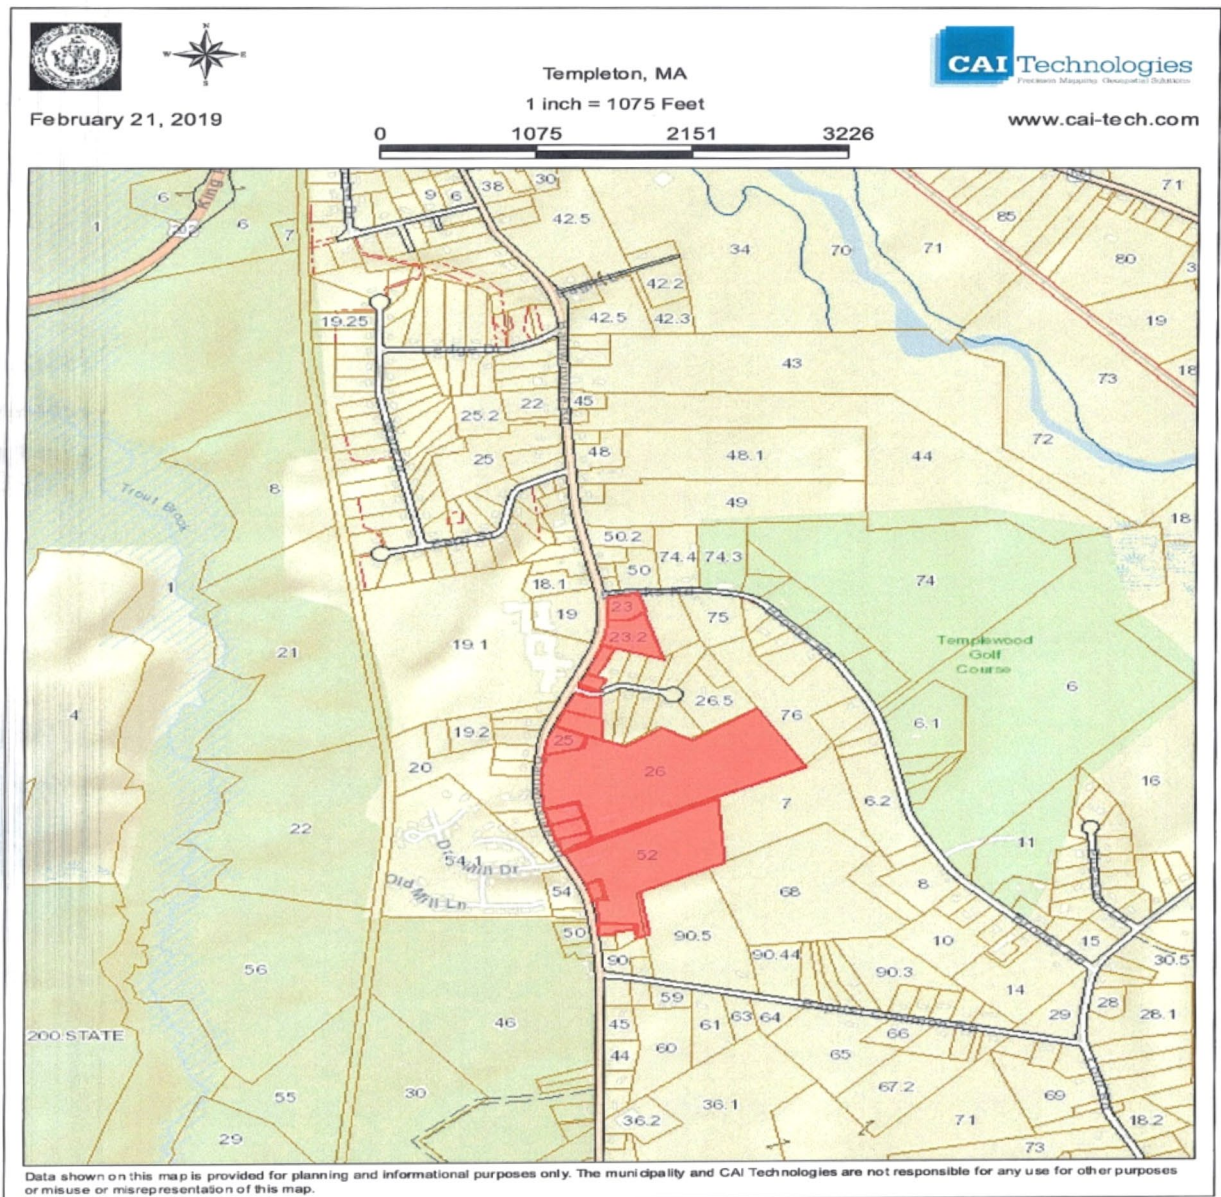 Templeton, MA
CAI Technologies
Precision Mapping. Geospatial Solutions.
1 inch = 1075 Feet
February 21, 2019
www.cai-tech.com
0 1075 2151 3226
N
W E
S
6 9 6 38 30 71
1 6 7 42.5 34 70 71 85
202 80 3
42.2
19.25 42.5 42.3 19
Ledge Dr 43 73 18
25.2 22 45
72
25 48 48.1 44
8 49
Trout Brook
18
50.2
74.4 74.3
1 18.1 50 74
19 23 75
23.2
21 19.1 Templewood
Golf
Course
6
4 26.5 76
19.2 25 6.1
20 26 16
22 7 6.2
54.1 52 11
Old Mill Ln 54 68 8
50 90.5 10 15
56 90 90.44 90.3 30.5
59 14 28
200 STATE 46 45 61 63 64 66 29 28.1
44 60 65
55 30 67.2 69
29 36.2 36.1 71 18.2
73
Data shown on this map is provided for planning and informational purposes only. The municipality and CAI Technologies are not responsible for any use for other purposes
or misuse or misrepresentation of this map.